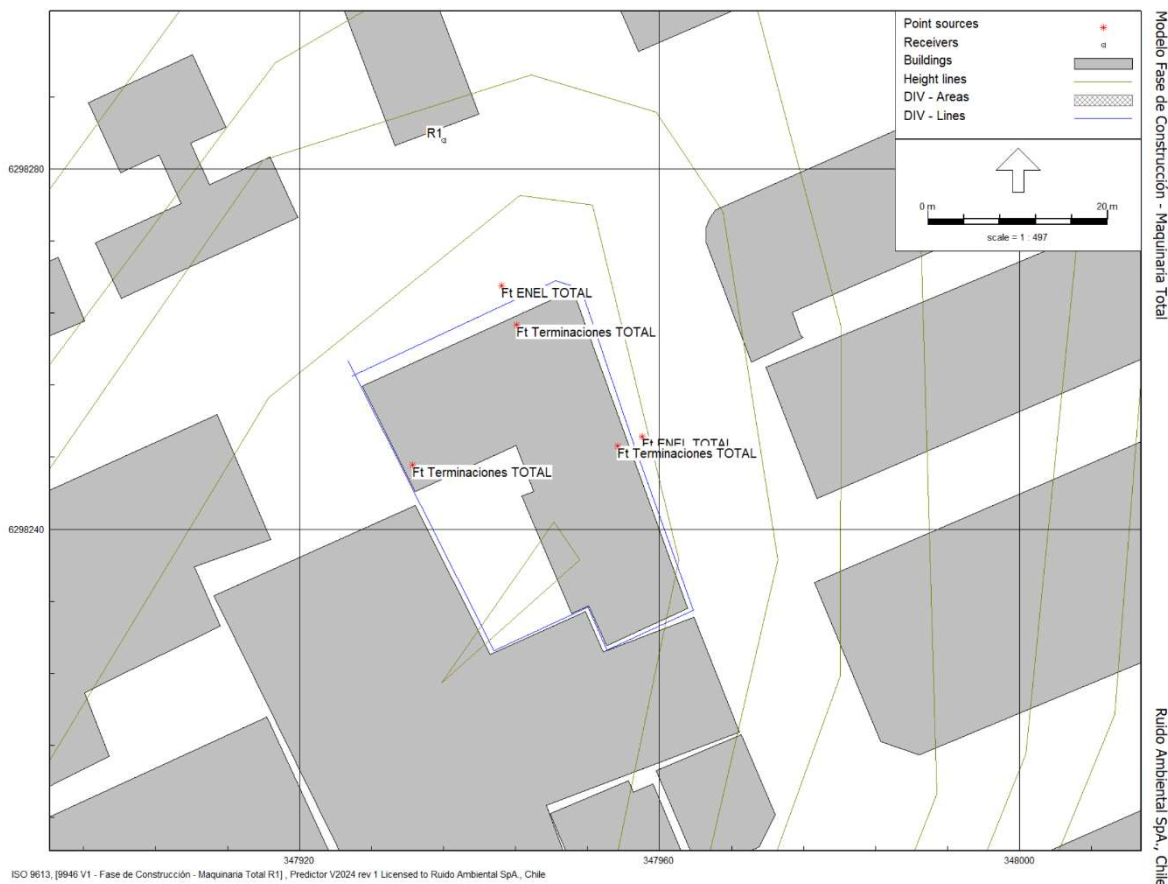 Point sources
Receivers
Buildings
Height lines
DIV - Areas
DIV - Lines
0 m
20 m
scale = 1 : 497
Modelo Fase de Construcción - Maquinaria Total
R1
6298280
Ft ENEL TOTAL
Ft Terminaciones TOTAL
Ft ENEL TOTAL
Ft Terminaciones TOTAL
Ft Terminaciones TOTAL
6298240
347920
347960
348000
Ruido Ambiental SpA., Chile
ISO 9613, [9946 V1 - Fase de Construcción - Maquinaria Total R1] , Predictor V2024 rev 1 Licensed to Ruido Ambiental SpA., Chile